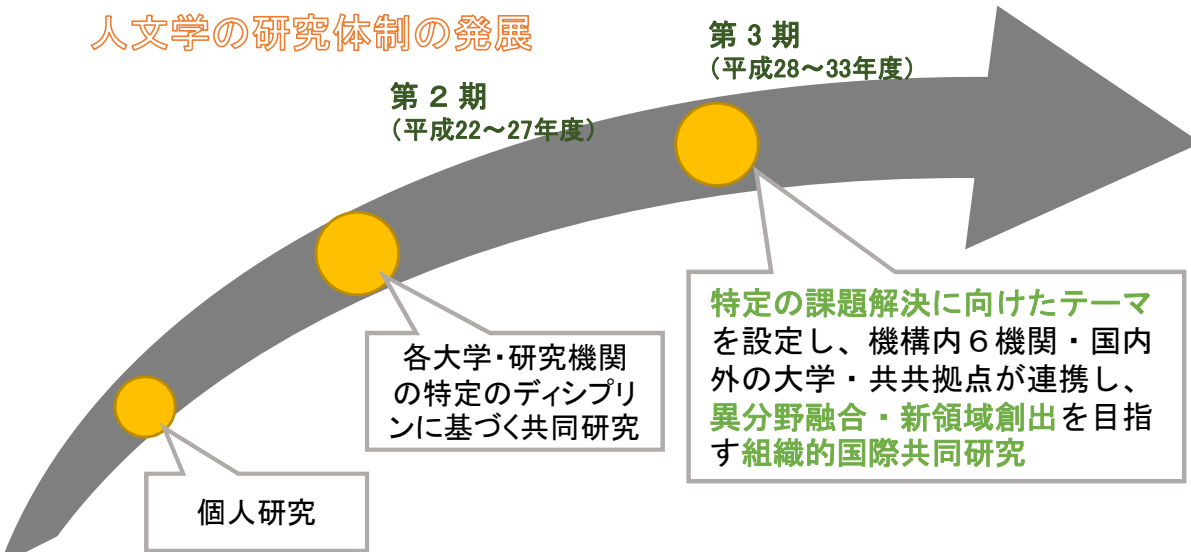 人文学の研究体制の発展
第３期
（平成28～33年度）
第２期
（平成22～27年度）
特定の課題解決に向けたテーマ
を設定し、機構内６機関・国内
外の大学・共共拠点が連携し、
異分野融合・新領域創出を目指
す組織的国際共同研究
各大学・研究機関
の特定のディシプリ
ンに基づく共同研究
個人研究